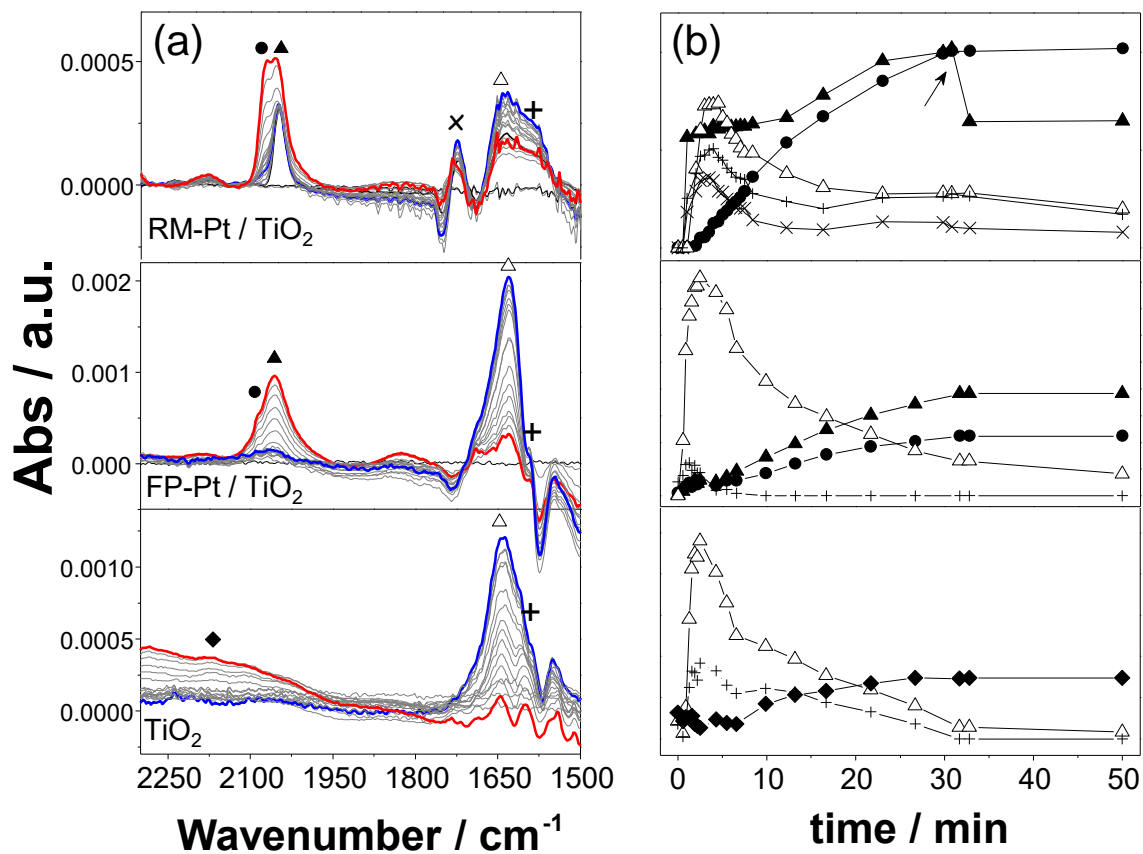 (a)
(b)
Abs / a.u.
0.0005
0.0000
RM-Pt / TiO2
0.002
0.001
0.000
FP-Pt / TiO2
0.0010
0.0005
0.0000
TiO2
2250 2100 1950 1800 1650 1500
0 10 20 30 40 50
Wavenumber / cm-1
time / min